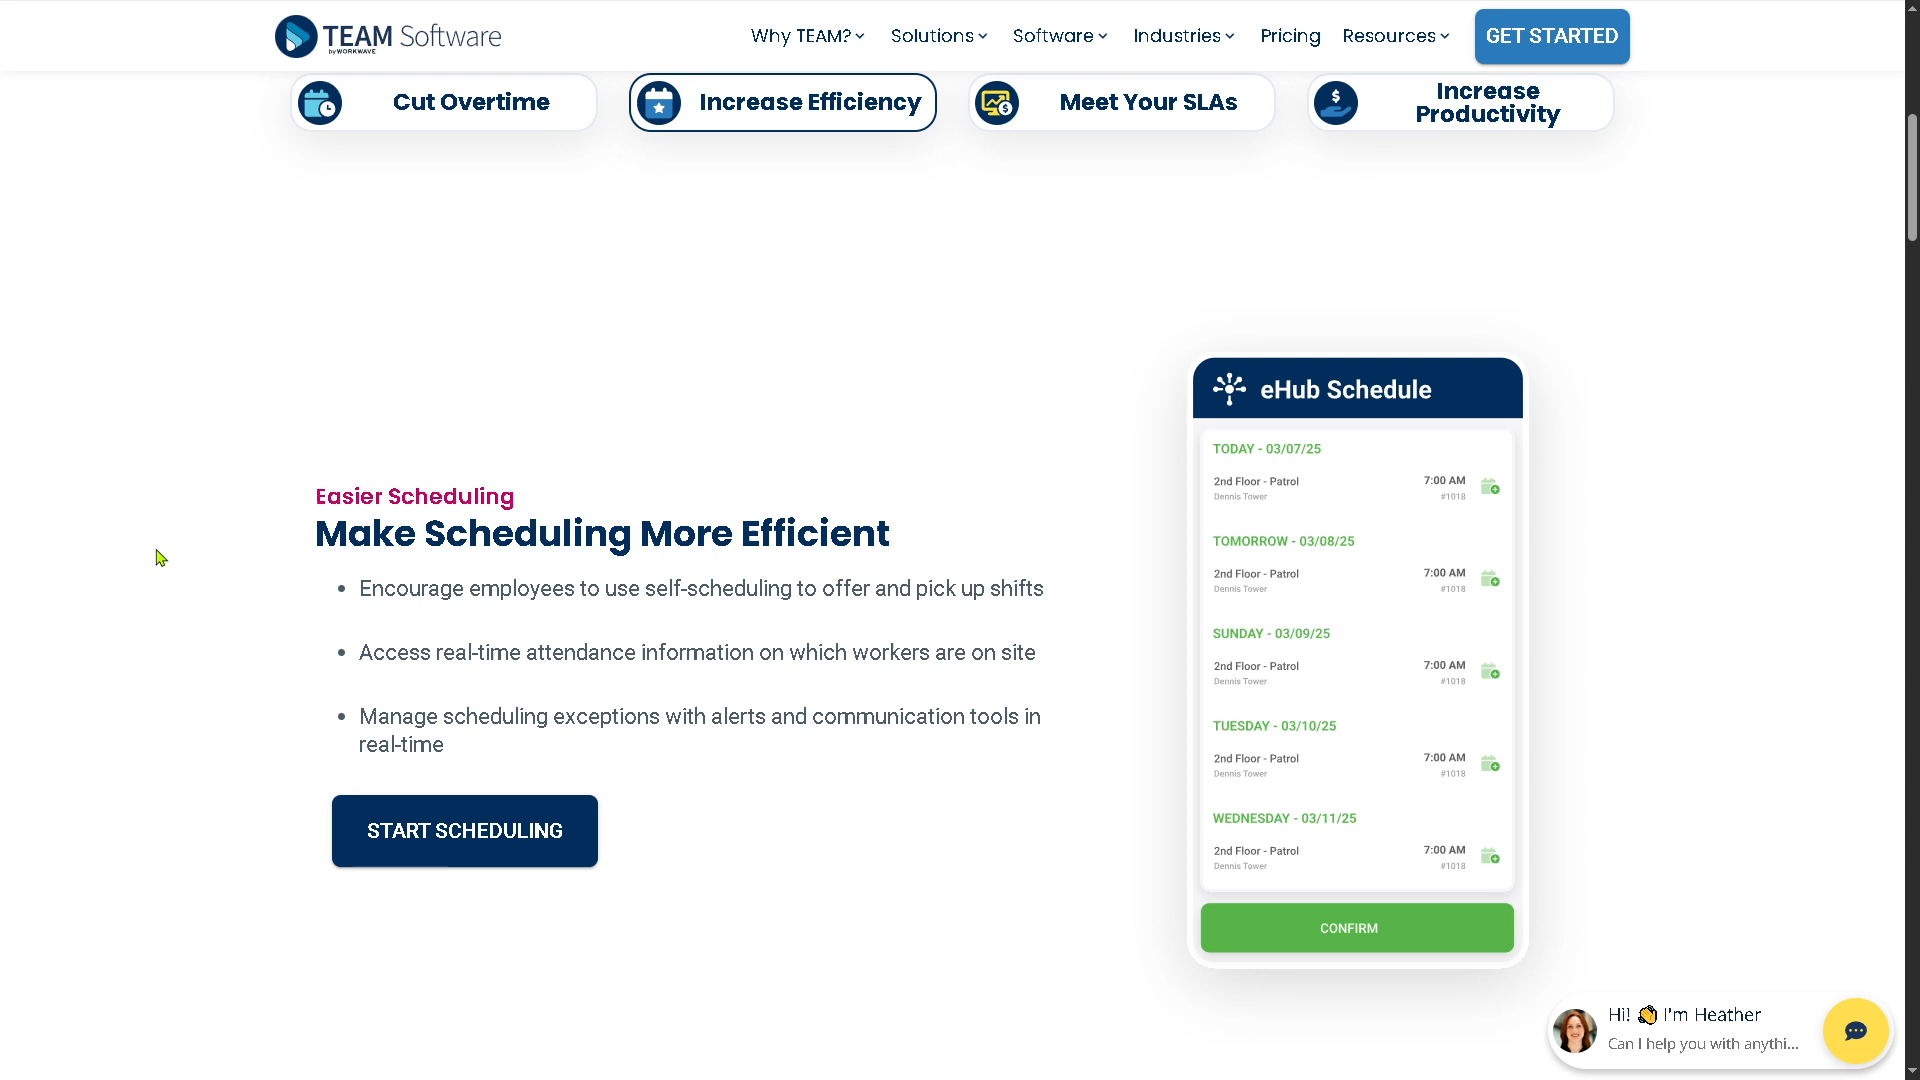 TEAM Software
by WORKWAVE
Why TEAM?
Solutions
Software
Industries
Pricing
Resources
GET STARTED
Cut Overtime
Increase Efficiency
Meet Your SLAs
Increase
Productivity
Easier Scheduling
Make Scheduling More Efficient
• Encourage employees to use self-scheduling to offer and pick up shifts
• Access real-time attendance information on which workers are on site
• Manage scheduling exceptions with alerts and communication tools in
real-time
START SCHEDULING
eHub Schedule
TODAY - 03/07/25
2nd Floor - Patrol 7:00 AM
Dennis Tower #1018
TOMORROW - 03/08/25
2nd Floor - Patrol 7:00 AM
Dennis Tower #1018
SUNDAY - 03/09/25
2nd Floor - Patrol 7:00 AM
Dennis Tower #1018
TUESDAY - 03/10/25
2nd Floor - Patrol 7:00 AM
Dennis Tower #1018
WEDNESDAY - 03/11/25
2nd Floor - Patrol 7:00 AM
Dennis Tower #1018
CONFIRM
Hi! 👋 I'm Heather
Can I help you with anythi...